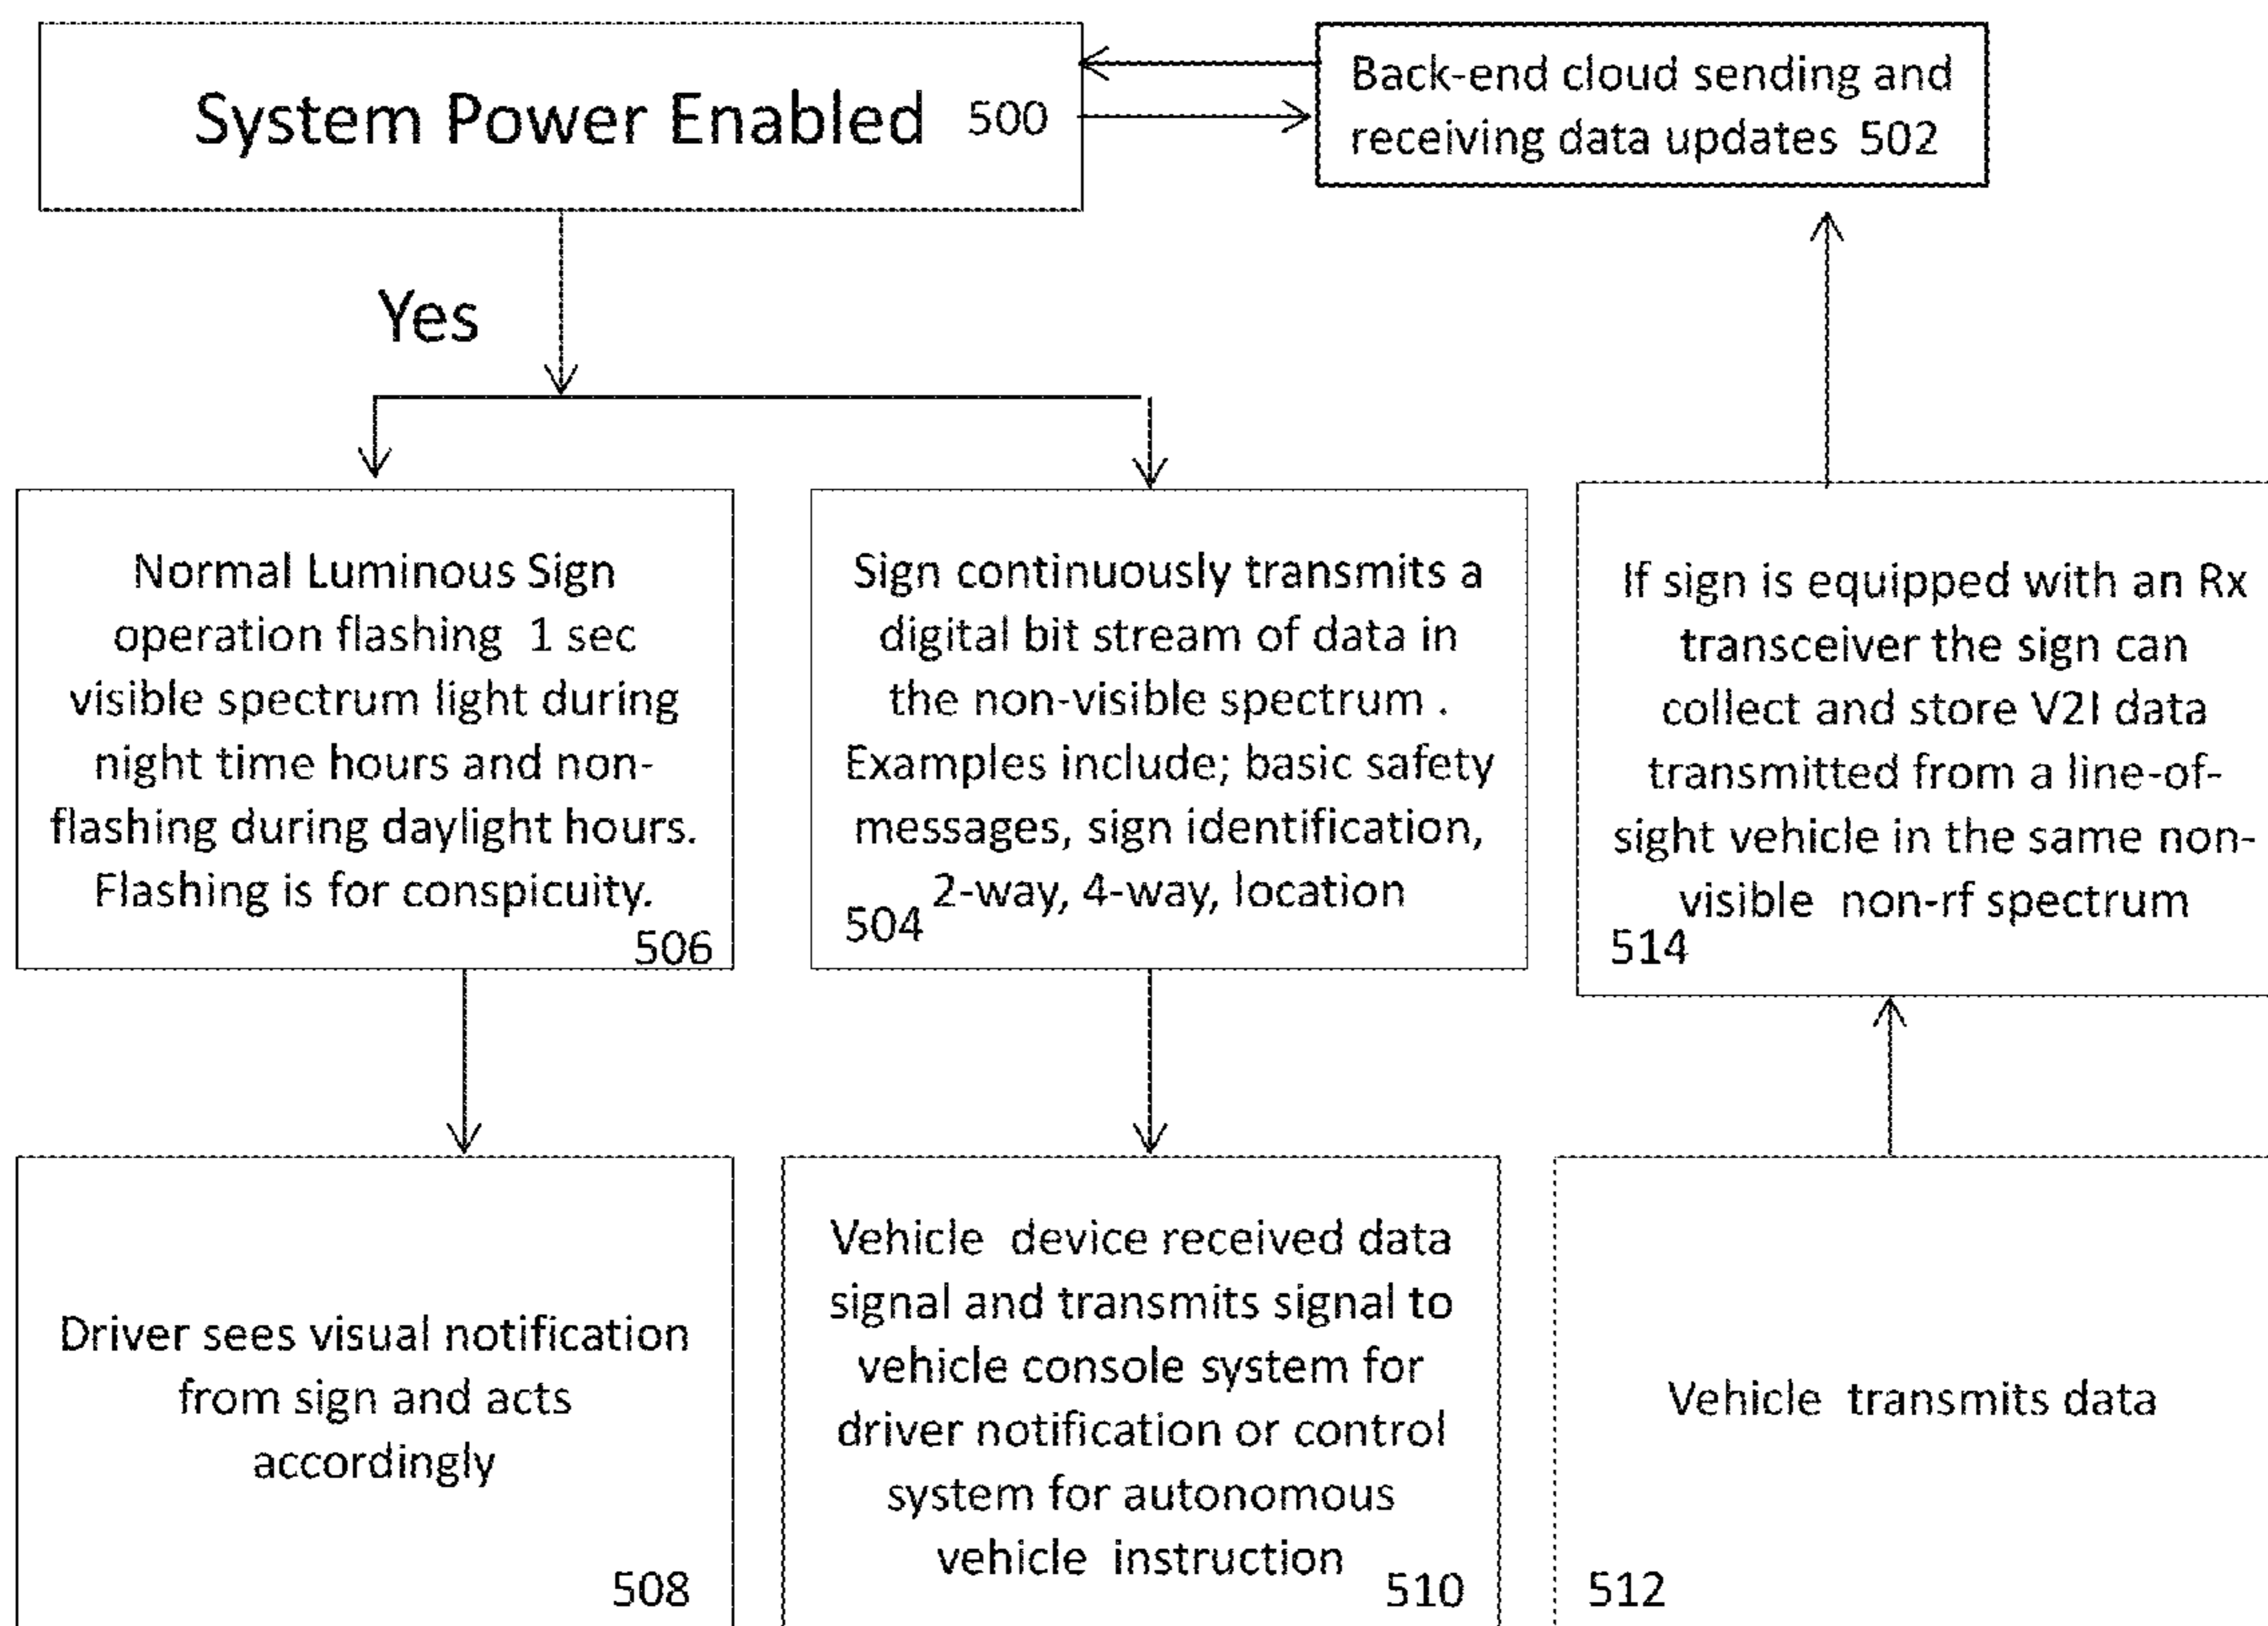 System Power Enabled 500
Back-end cloud sending and
receiving data updates 502
Yes
Normal Luminous Sign
operation flashing 1 sec
visible spectrum light during
night time hours and non-
flashing during daylight hours.
Flashing is for conspicuity.
506
Sign continuously transmits a
digital bit stream of data in
the non-visible spectrum .
Examples include; basic safety
messages, sign identification,
2-way, 4-way, location
504
If sign is equipped with an Rx
transceiver the sign can
collect and store V2I data
transmitted from a line-of-
sight vehicle in the same non-
visible non-rf spectrum
514
Driver sees visual notification
from sign and acts
accordingly
508
Vehicle device received data
signal and transmits signal to
vehicle console system for
driver notification or control
system for autonomous
vehicle instruction
510
Vehicle transmits data
512